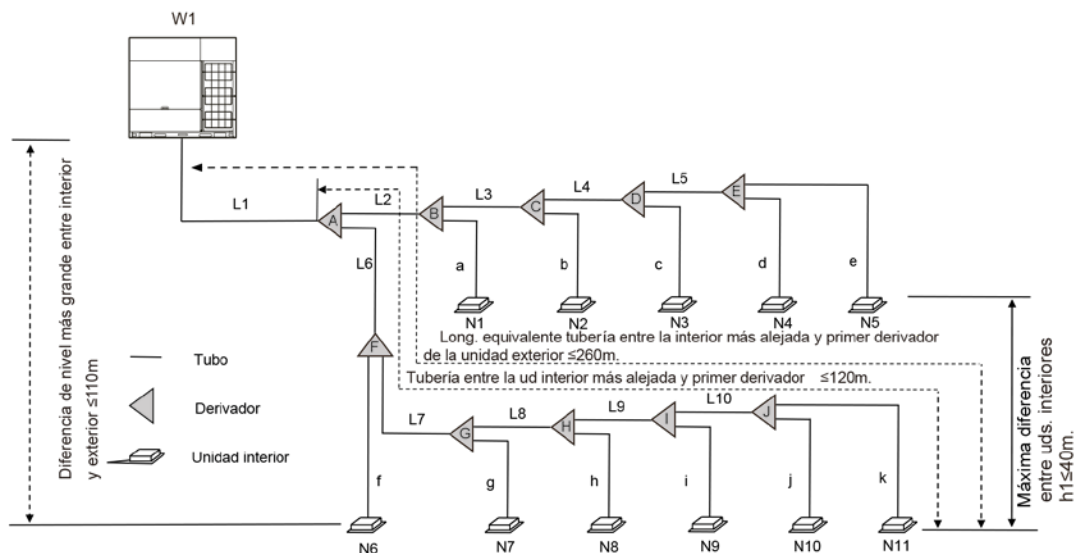 W1
L1
L2
L3
L4
L5
A
B
C
D
E
L6
a
b
c
d
e
N1
N2
N3
N4
N5
Long. equivalente tubería entre la interior más alejada y primer derivador
de la unidad exterior ≤260m.
Tubería entre la ud interior más alejada y primer derivador ≤120m.
F
L7
L8
L9
L10
G
H
I
J
f
g
h
i
j
k
N6
N7
N8
N9
N10
N11
Tubo
Derivador
Unidad interior
Diferencia de nivel más grande entre interior
y exterior ≤110m
Máxima diferencia
entre uds. interiores
h1≤40m.